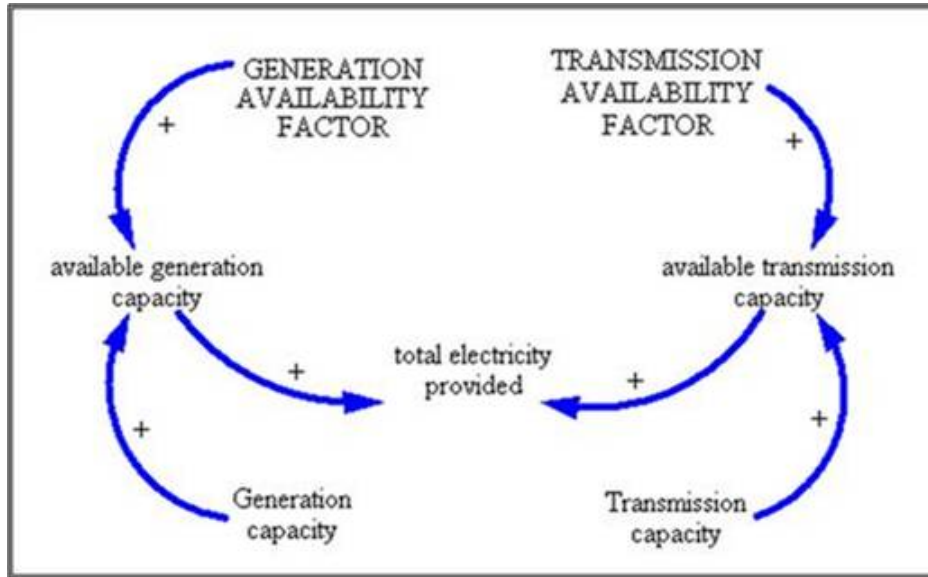 GENERATION
AVAILABILITY
FACTOR
TRANSMISSION
AVAILABILITY
FACTOR
+
+
available generation
capacity
available transmission
capacity
total electricity
provided
+
+
+
+
Generation
capacity
Transmission
capacity